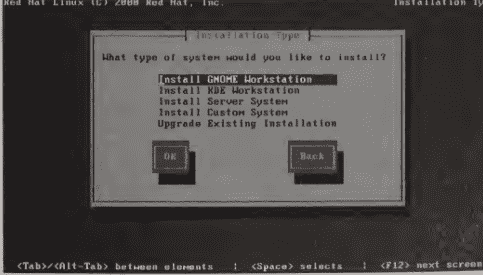 Red Hat Linux (C) 2000 Red Hat, Inc. Installation Ty
Installation Type
What type of system would you like to install?
Install GNOME Workstation
Install KDE Workstation
Install Server System
Install Custom System
Upgrade Existing Installation
OK Back
<Tab>/<Alt-Tab> between elements | <Space> selects | <F12> next screen